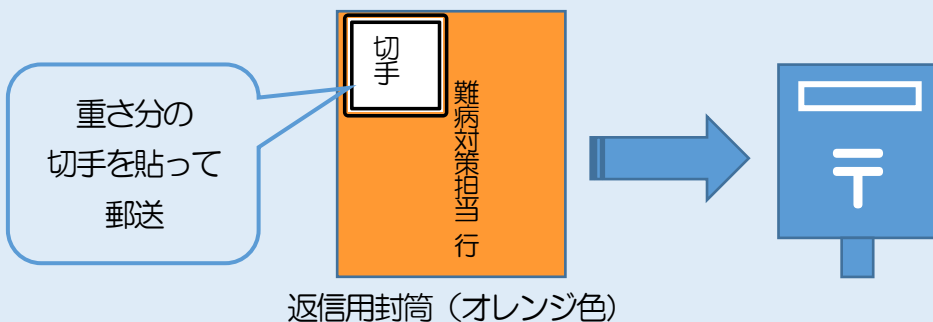 重さ分の
切手を貼って
郵送
切手
難病対策担当 行
〒
返信用封筒（オレンジ色）